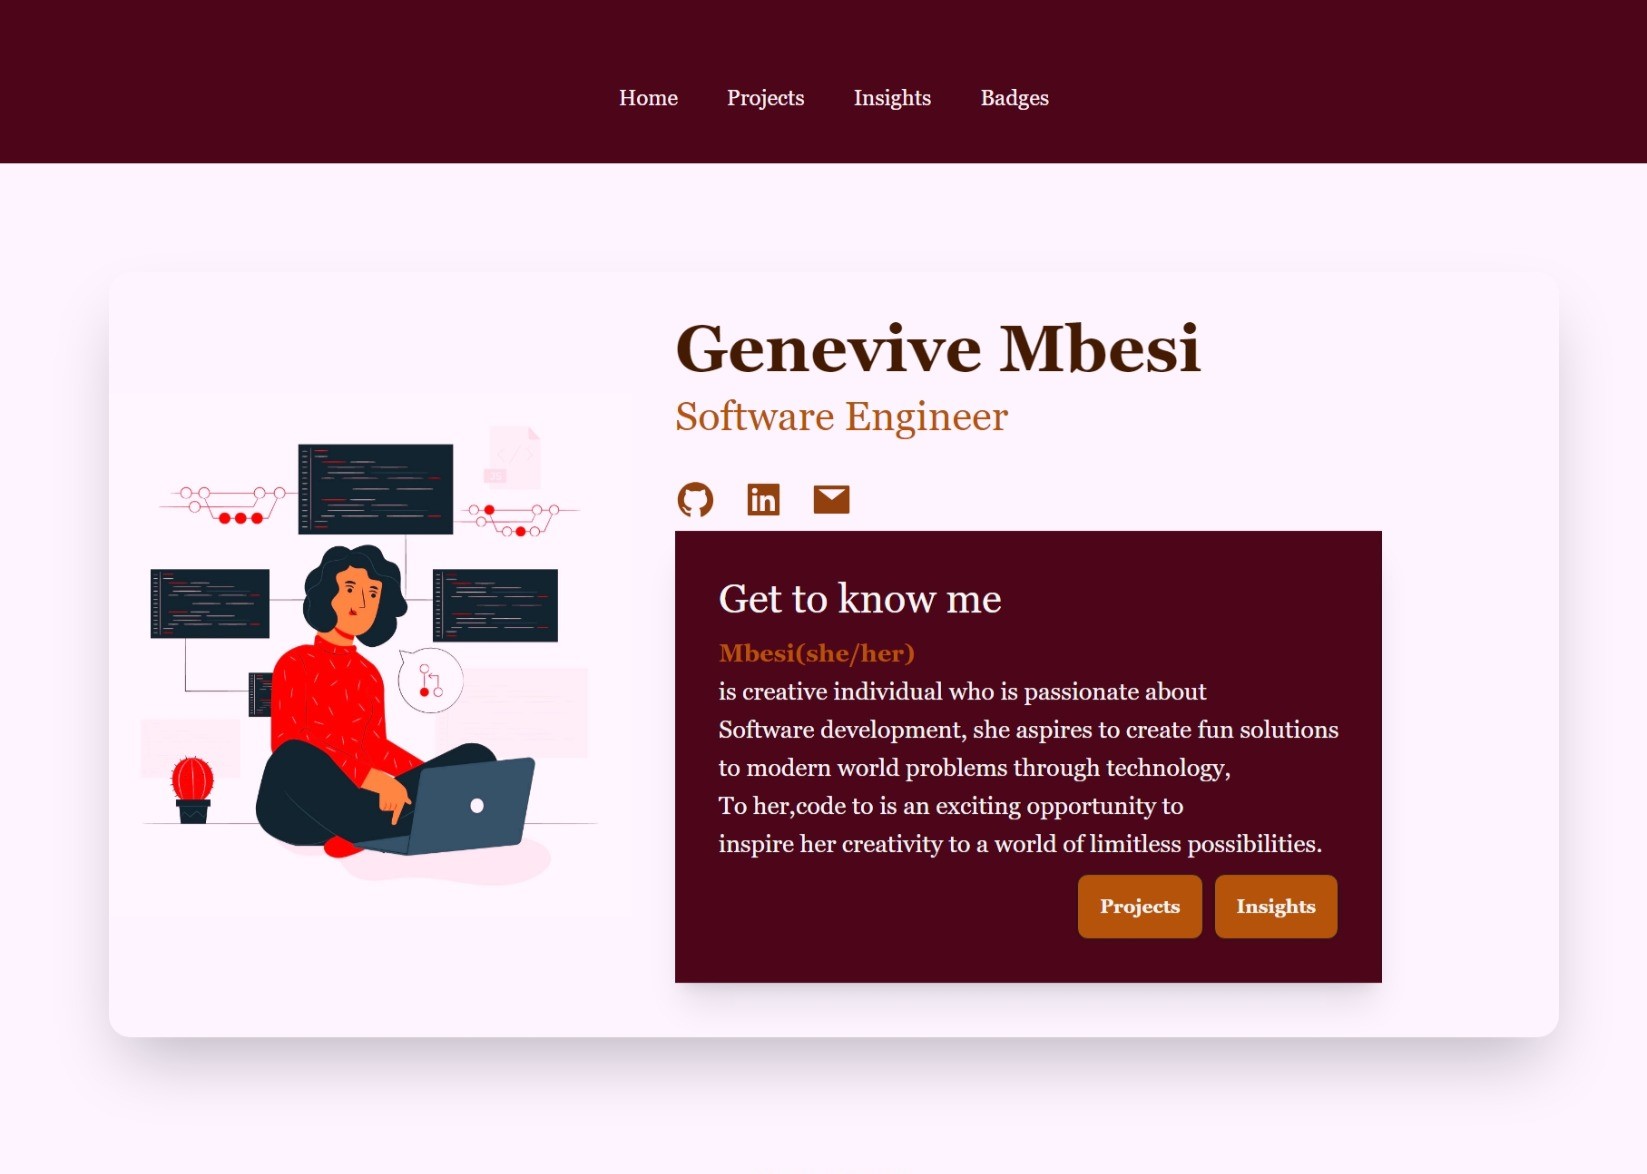 Home Projects Insights Badges
Genevive Mbesi
Software Engineer
in
Get to know me
Mbesi(she/her)
is creative individual who is passionate about
Software development, she aspires to create fun solutions
to modern world problems through technology,
To her,code to is an exciting opportunity to
inspire her creativity to a world of limitless possibilities.
Projects Insights